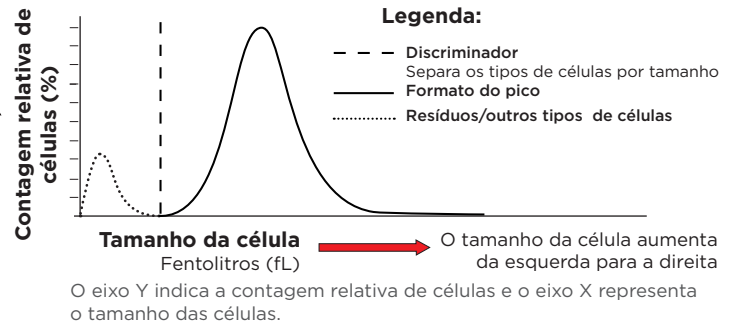 Contagem relativa de
células (%)
Legenda:
Discriminador
Separa os tipos de células por tamanho
Formato do pico
Resíduos/outros tipos de células
Tamanho da célula
Fentolitros (fL)
O tamanho da célula aumenta
da esquerda para a direita
O eixo Y indica a contagem relativa de células e o eixo X representa
o tamanho das células.